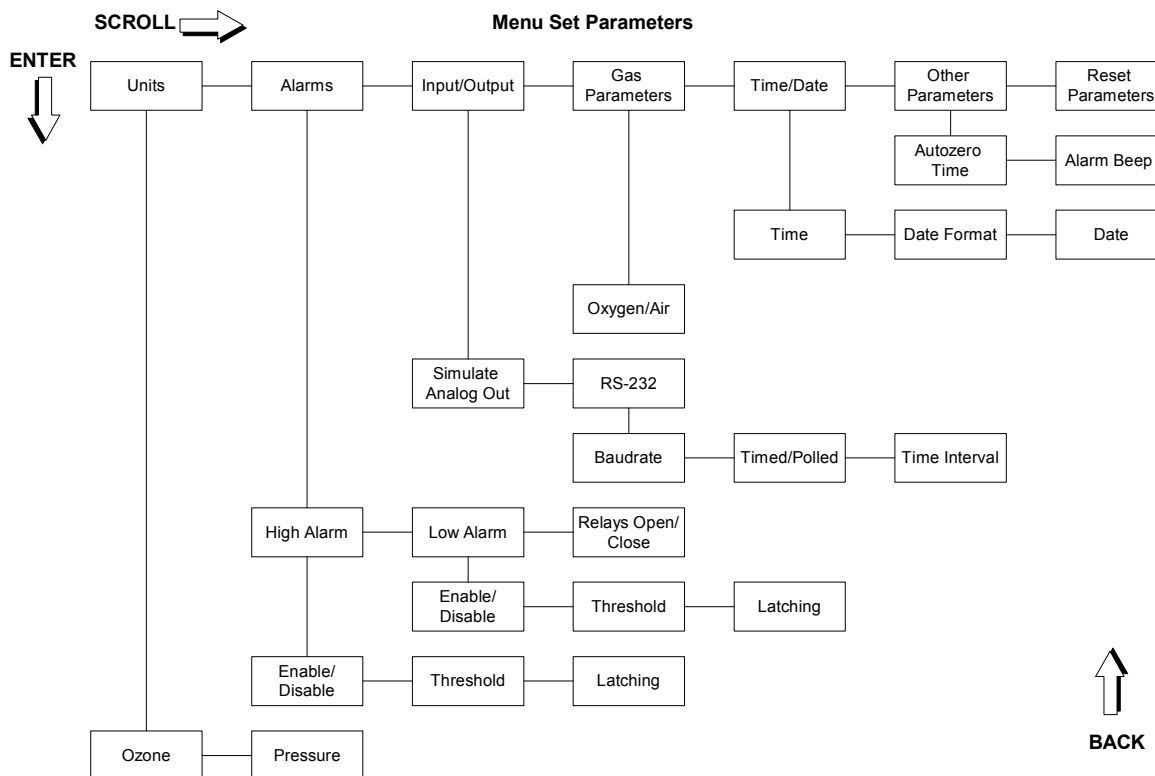 SCROLL
Menu Set Parameters
ENTER
Units
Alarms
Input/Output
Gas
Parameters
Time/Date
Other
Parameters
Reset
Parameters
Autozero
Time
Alarm Beep
Time
Date Format
Date
Oxygen/Air
Simulate
Analog Out
RS-232
Baudrate
Timed/Polled
Time Interval
High Alarm
Low Alarm
Relays Open/
Close
Enable/
Disable
Threshold
Latching
Enable/
Disable
Threshold
Latching
Ozone
Pressure
BACK